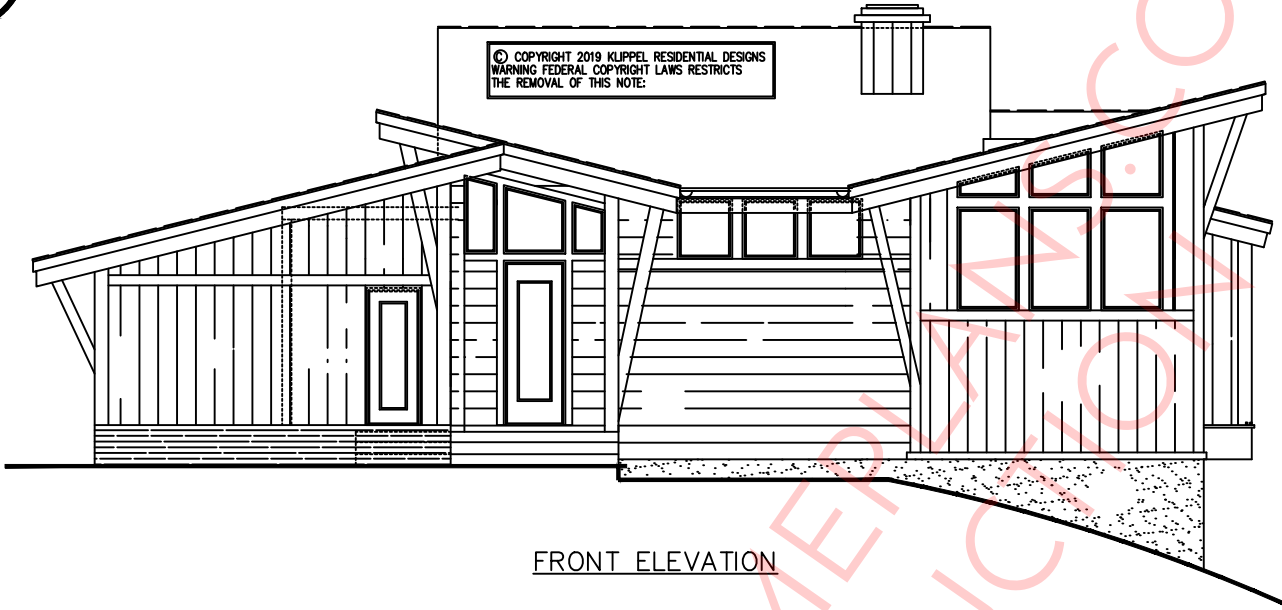 © COPYRIGHT 2019 KLIPPEL RESIDENTIAL DESIGNS
WARNING FEDERAL COPYRIGHT LAWS RESTRICTS
THE REMOVAL OF THIS NOTE:
FRONT ELEVATION